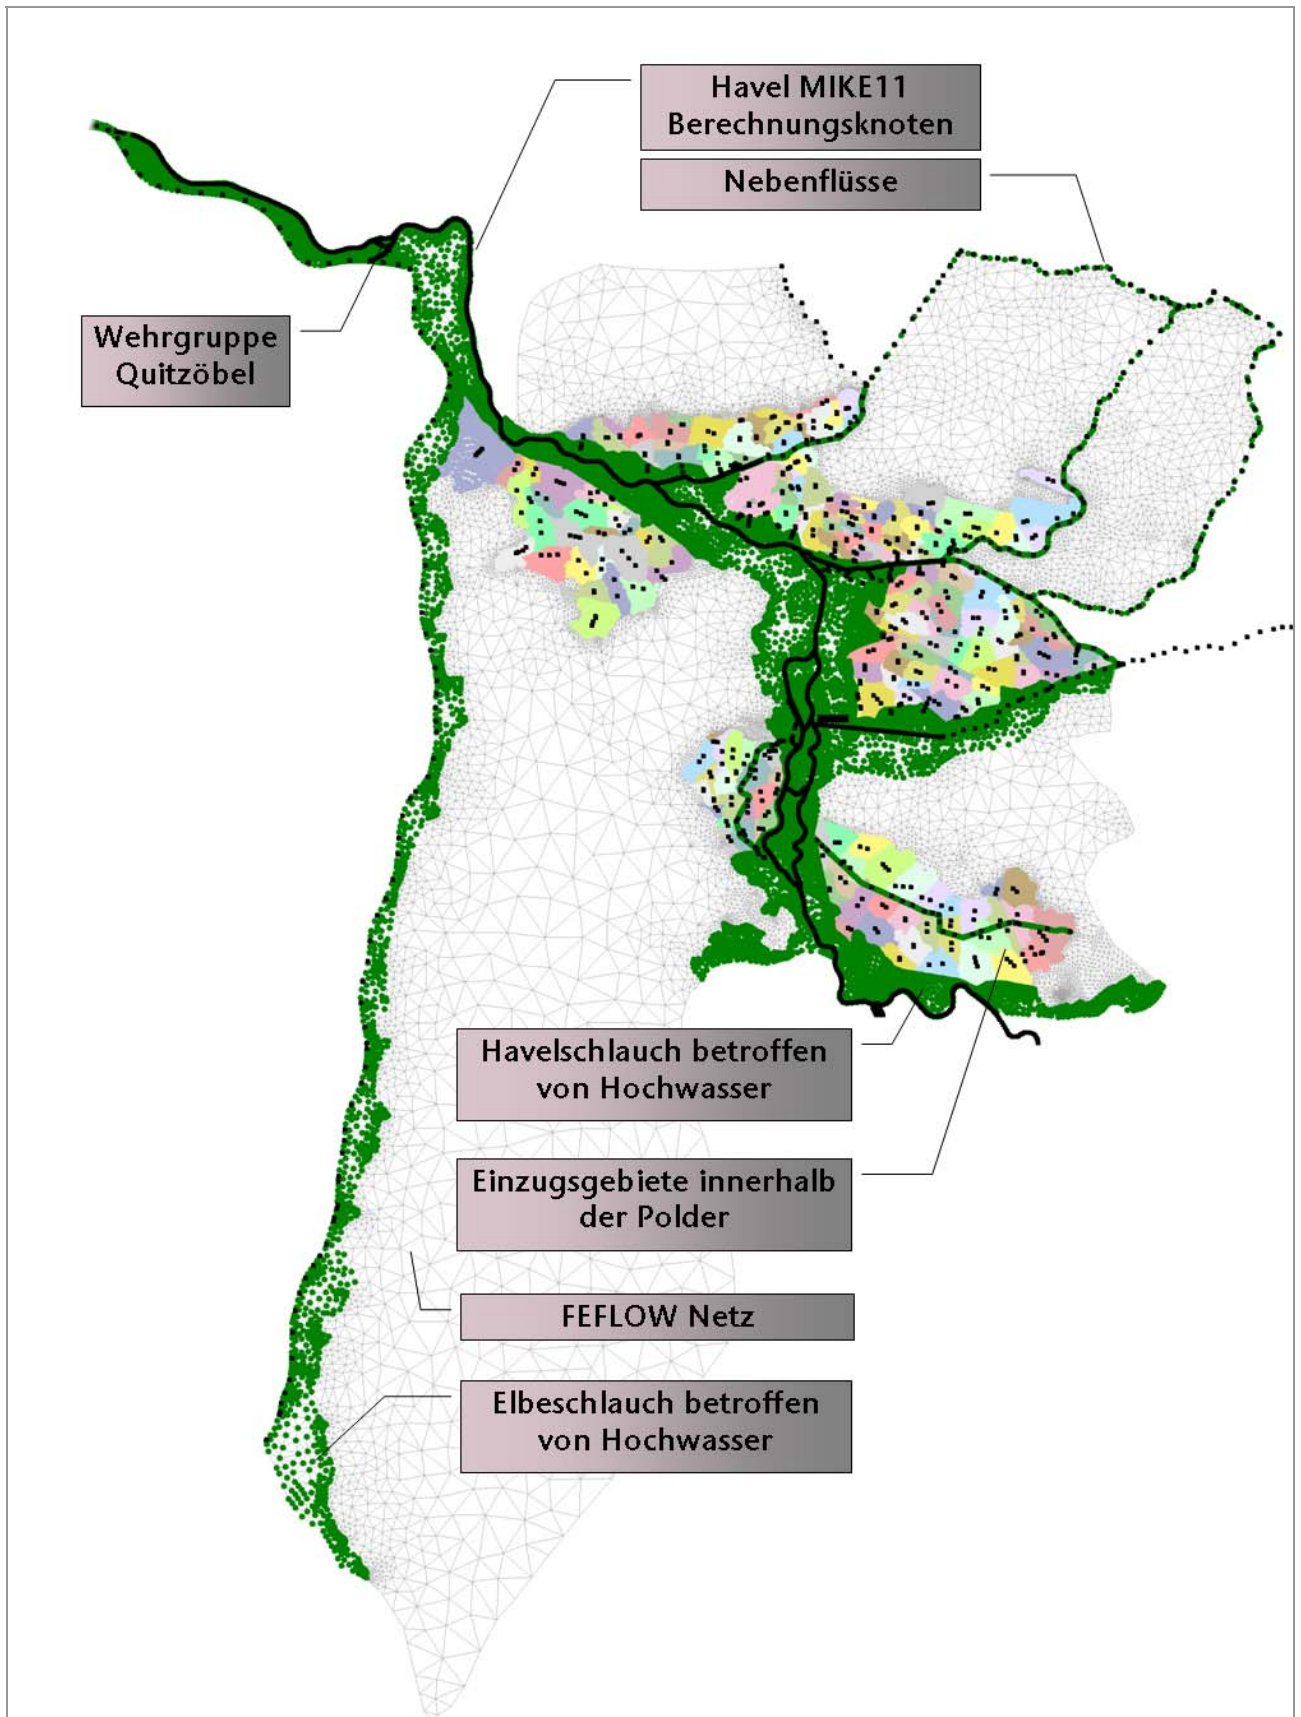 Havel MIKE11
Berechnungsknoten
Nebenflüsse
Wehrgruppe
Quitzöbel
Havelschlauch betroffen
von Hochwasser
Einzugsgebiete innerhalb
der Polder
FEFLOW Netz
Elbeschlauch betroffen
von Hochwasser